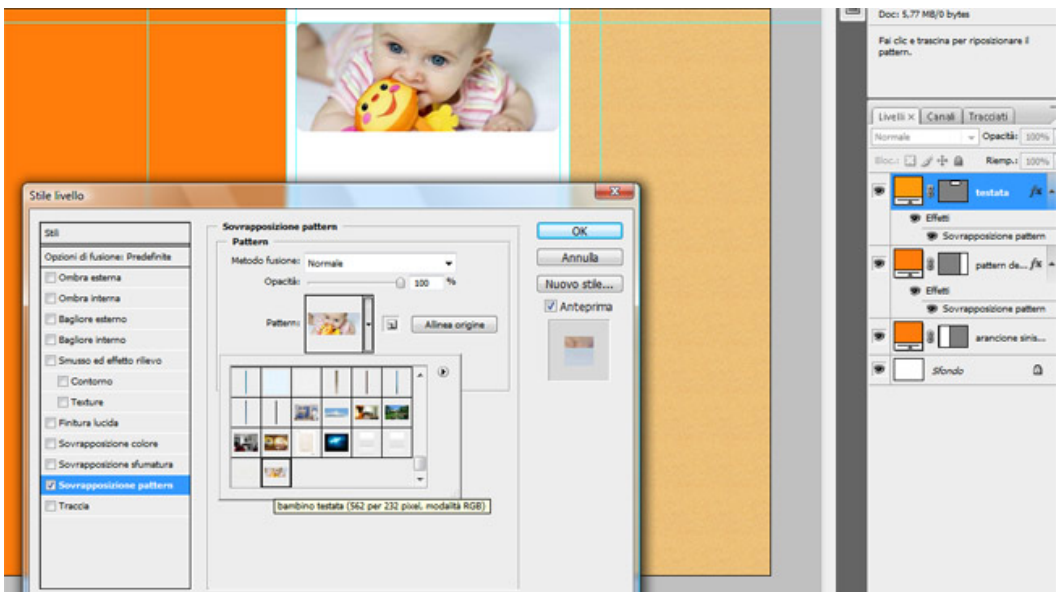 Doc: 5,77 MB/0 bytes
Fai clic e trascina per riposizionare il
pattern.
Livelli × Canali Tracciati
Normale Opacità: 100%
Bloc.: Riemp.: 100%
testata fx
Effetti
Sovrapposizione pattern
pattern de... fx
Effetti
Sovrapposizione pattern
arancione sinis...
Sfondo
Stile livello
Stili
Opzioni di fusione: Predefinite
Ombra esterna
Ombra interna
Bagliore esterno
Bagliore interno
Smusso ed effetto rilievo
Contorno
Texture
Finitura lucida
Sovrapposizione colore
Sovrapposizione sfumatura
Sovrapposizione pattern
Traccia
Sovrapposizione pattern
Pattern
Metodo fusione: Normale
Opacità: 100 %
Pattern: Allinea origine
bambino testata (562 per 232 pixel, modalità RGB)
OK
Annulla
Nuovo stile...
Anteprima